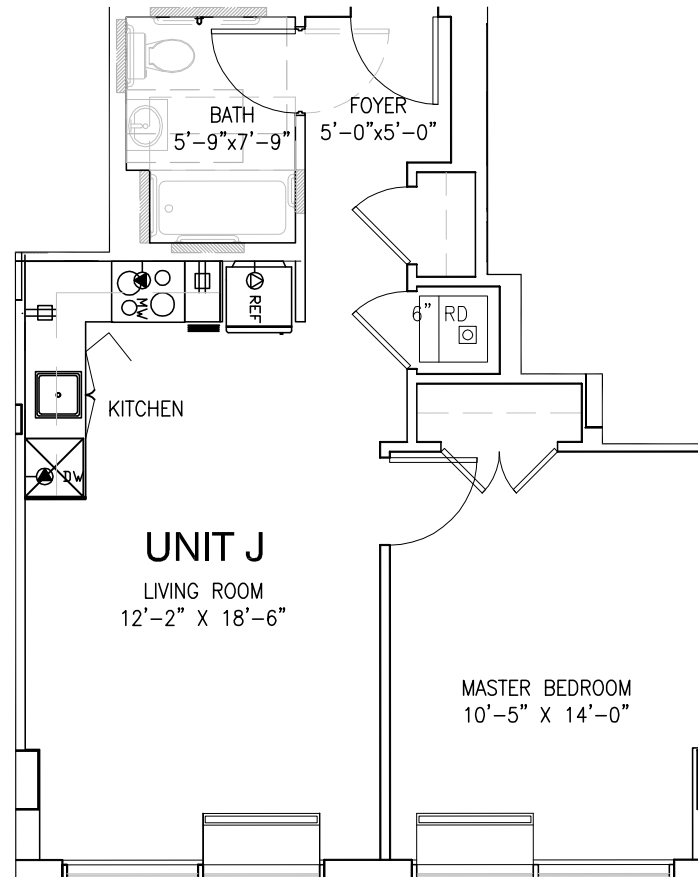 BATH
5'-9"x7'-9"
FOYER
5'-0"x5'-0"
MW
REF
6" RD
KITCHEN
DW
UNIT J
LIVING ROOM
12'-2" X 18'-6"
MASTER BEDROOM
10'-5" X 14'-0"